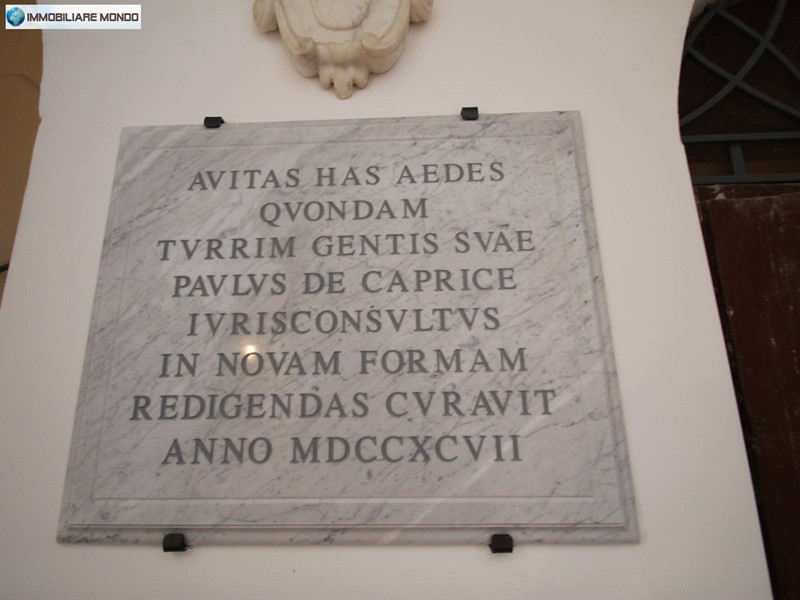 IMMOBILIARE MONDO
AVITAS HAS AEDES
QVONDAM
TVRRIM GENTIS SVAE
PAVLVS DE CAPRICE
IVRISCONSVLTVS
IN NOVAM FORMAM
REDIGENDAS CVRAVIT
ANNO MDCCXCVII